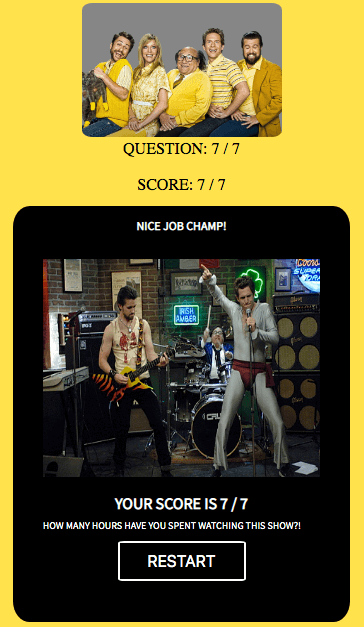 QUESTION: 7 / 7
SCORE: 7 / 7
NICE JOB CHAMP!
Coors
IRISH
AMBER
YOUR SCORE IS 7 / 7
HOW MANY HOURS HAVE YOU SPENT WATCHING THIS SHOW?!
RESTART